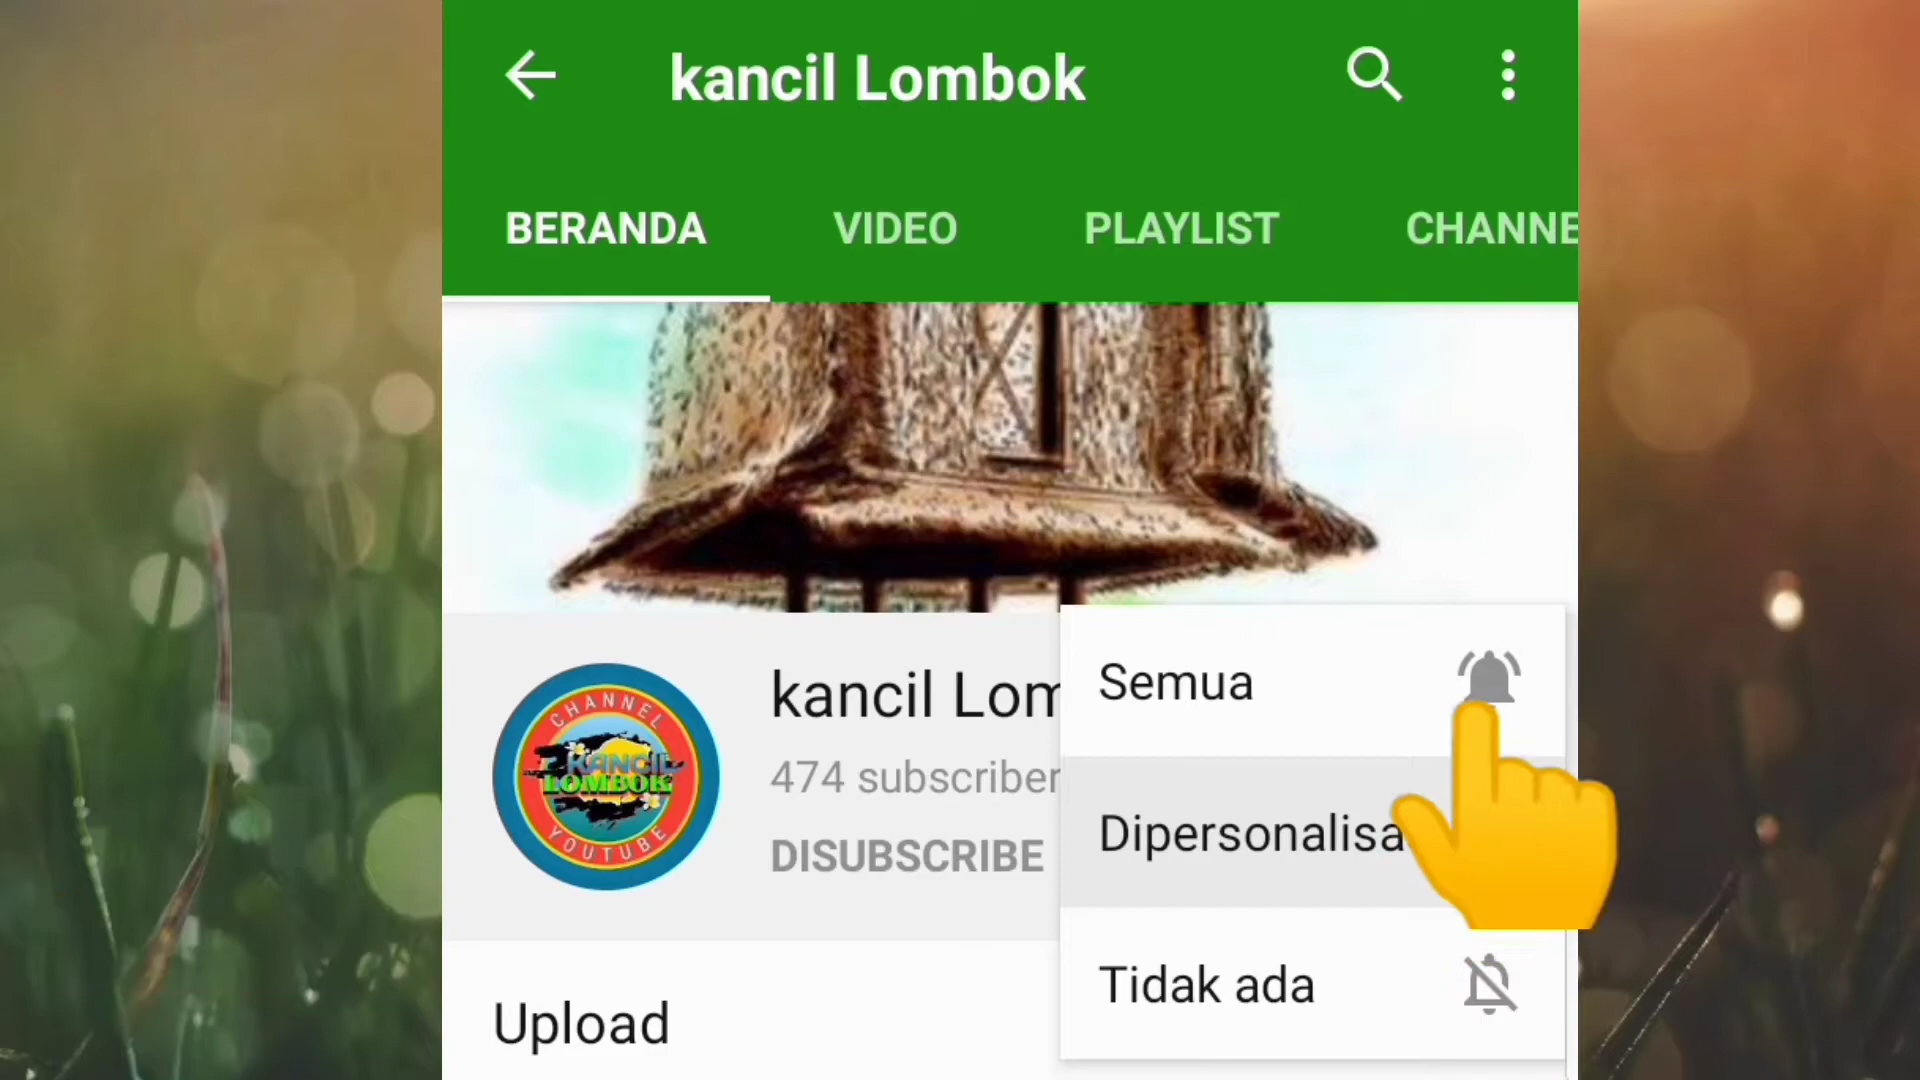 kancil Lombok
BERANDA VIDEO PLAYLIST CHANNE
kancil Lom
474 subscriber
DISUBSCRIBE
CHANNEL
KANCIL
LOMBOK
YOUTUBE
Semua
Dipersonalisa
Tidak ada
Upload